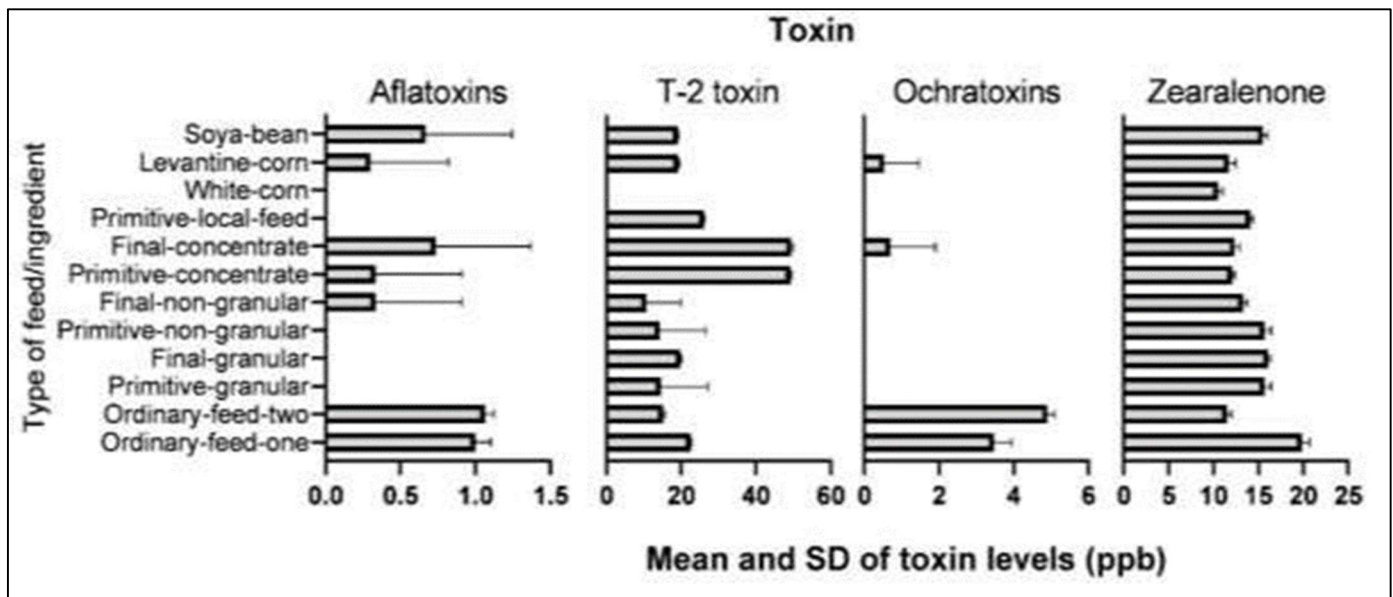 Toxin
Aflatoxins T-2 toxin Ochratoxins Zearalenone
Type of feed/ingredient
Soya-bean
Levantine-corn
White-corn
Primitive-local-feed
Final-concentrate
Primitive-concentrate
Final-non-granular
Primitive-non-granular
Final-granular
Primitive-granular
Ordinary-feed-two
Ordinary-feed-one
0.0 0.5 1.0 1.5 0 20 40 60 0 2 4 6 0 5 10 15 20 25
Mean and SD of toxin levels (ppb)